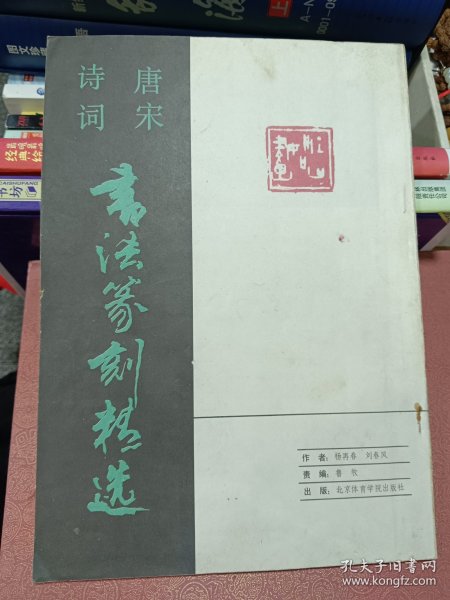 唐宋
诗词
书法篆刻精选
作者：杨再春 刘春风
责编：鲁牧
出版：北京体育学院出版社
孔夫子旧书网
www.kongfz.com